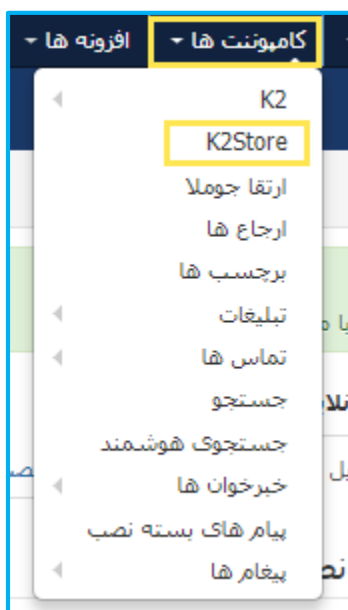 کامپوننت ها افزونه ها
K2
K2Store
ارتقا جوملا
ارجاع ها
برچسب ها
تبلیغات
تماس ها
جستجو
جستجوی هوشمند
خبرخوان ها
پیام های بسته نصب
پیغام ها